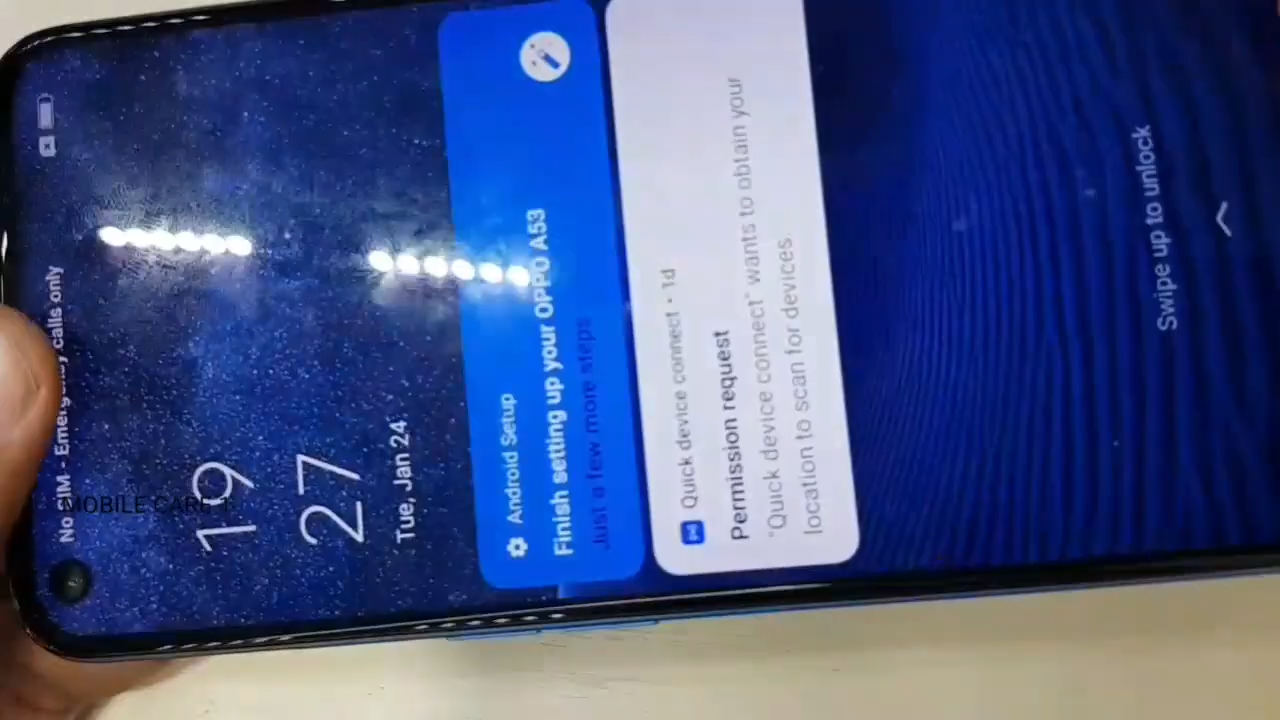 No SIM - Emergency calls only
19
27
Tue, Jan 24
Android Setup
Finish setting up your OPPO A53
Just a few more steps
Quick device connect • 1d
Permission request
"Quick device connect" wants to obtain your
location to scan for devices.
Swipe up to unlock
MOBILE CARE 1